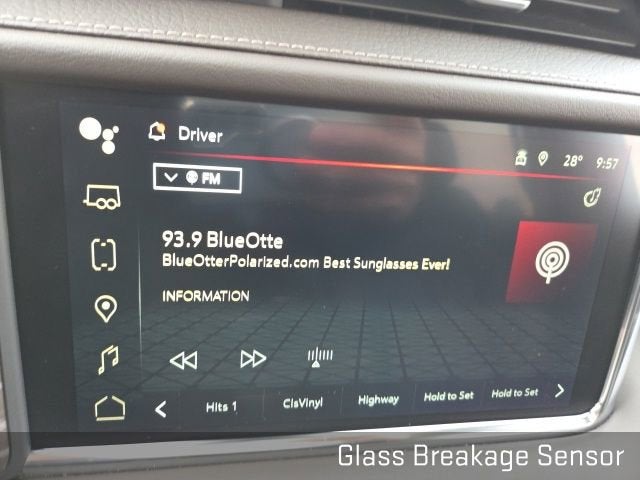 Driver
28° 9:57
FM
93.9 BlueOtte
BlueOtterPolarized.com Best Sunglasses Ever!
INFORMATION
Hits 1 ClsVinyl Highway Hold to Set Hold to Set
Glass Breakage Sensor